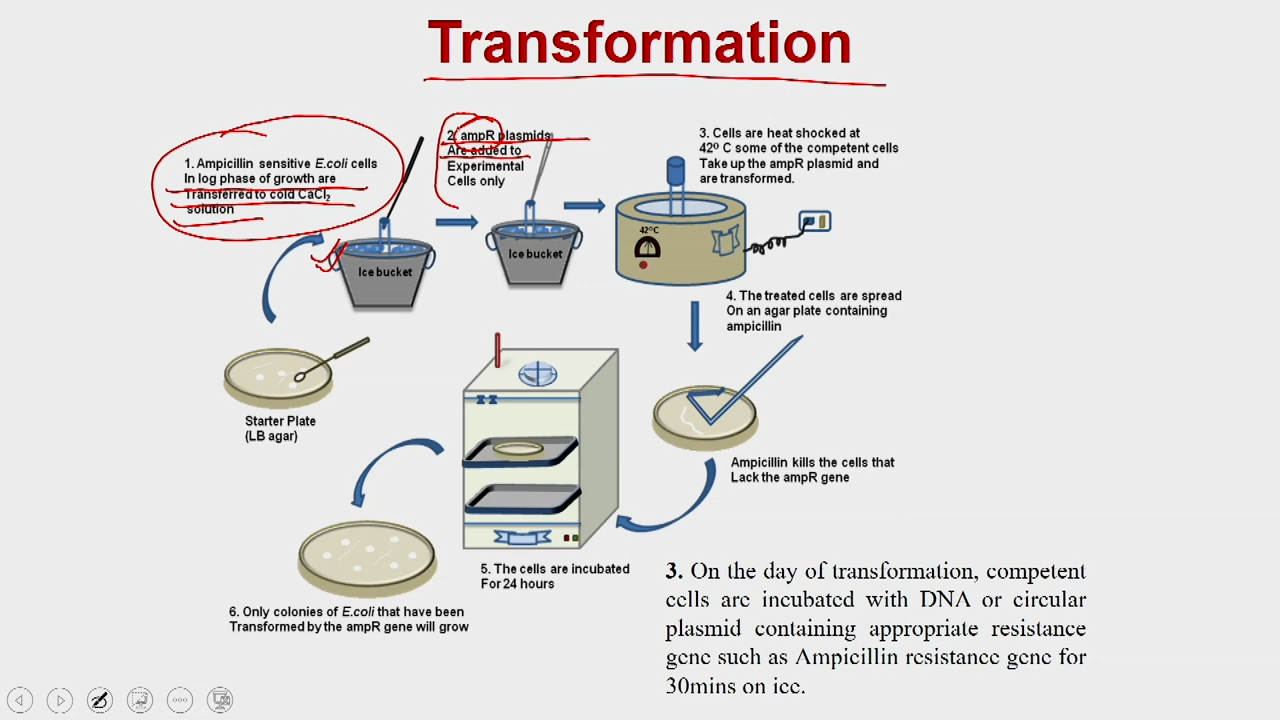 Transformation
1. Ampicillin sensitive E.coli cells
In log phase of growth are
Transferred to cold CaCl₂
solution
2. ampR plasmids
Are added to
Experimental
Cells only
3. Cells are heat shocked at
42⁰ C some of the competent cells
Take up the ampR plasmid and
are transformed.
Ice bucket
Ice bucket
42⁰C
4. The treated cells are spread
On an agar plate containing
ampicillin
Starter Plate
(LB agar)
Ampicillin kills the cells that
Lack the ampR gene
5. The cells are incubated
For 24 hours
6. Only colonies of E.coli that have been
Transformed by the ampR gene will grow
3. On the day of transformation, competent
cells are incubated with DNA or circular
plasmid containing appropriate resistance
gene such as Ampicillin resistance gene for
30mins on ice.